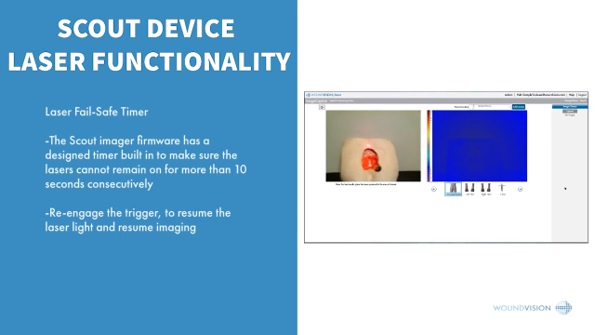 SCOUT DEVICE
LASER FUNCTIONALITY
Laser Fail-Safe Timer
-The Scout imager firmware has a
designed timer built in to make sure the
lasers cannot remain on for more than 10
seconds consecutively
-Re-engage the trigger, to resume the
laser light and resume imaging
WOUNDVISION
WOUNDVISION